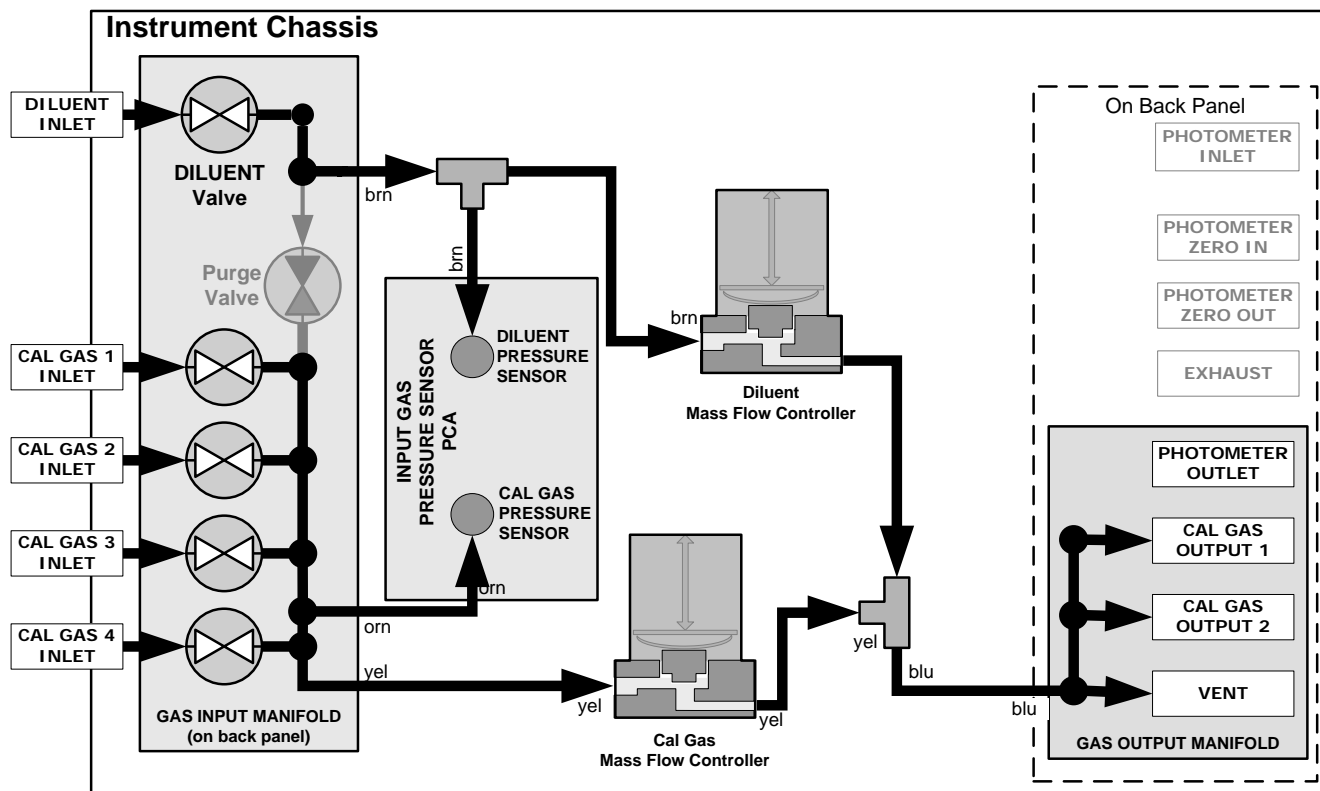 Instrument Chassis
DILUENT
INLET
DILUENT
Valve
Purge
Valve
CAL GAS 1
INLET
CAL GAS 2
INLET
CAL GAS 3
INLET
CAL GAS 4
INLET
GAS INPUT MANIFOLD
(on back panel)
brn
brn
INPUT GAS
PRESSURE SENSOR
PCA
DILUENT
PRESSURE
SENSOR
CAL GAS
PRESSURE
SENSOR
orn
orn
yel
brn
Diluent
Mass Flow Controller
yel
yel
Cal Gas
Mass Flow Controller
yel
blu
blu
On Back Panel
PHOTOMETER
INLET
PHOTOMETER
ZERO IN
PHOTOMETER
ZERO OUT
EXHAUST
PHOTOMETER
OUTLET
CAL GAS
OUTPUT 1
CAL GAS
OUTPUT 2
VENT
GAS OUTPUT MANIFOLD